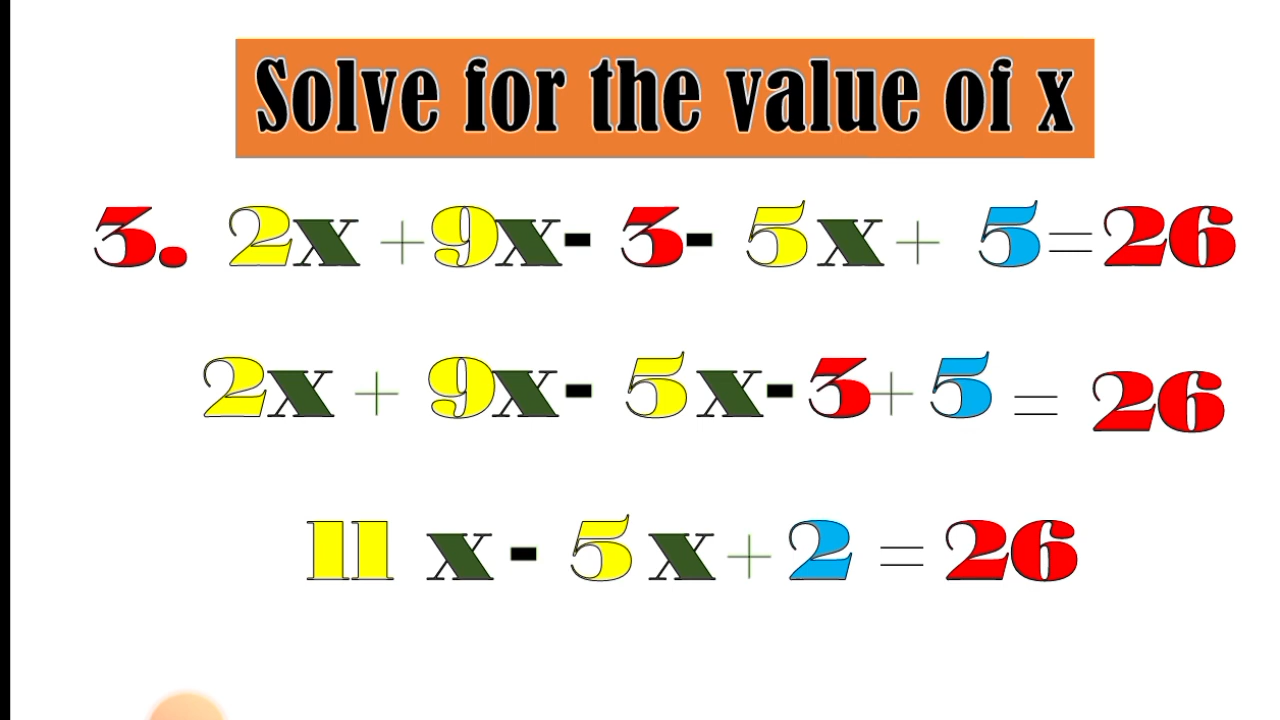 Solve for the value of x
3. 2x + 9x - 3 - 5x + 5 = 26
2x + 9x - 5x - 3 + 5 = 26
11 x - 5x + 2 = 26